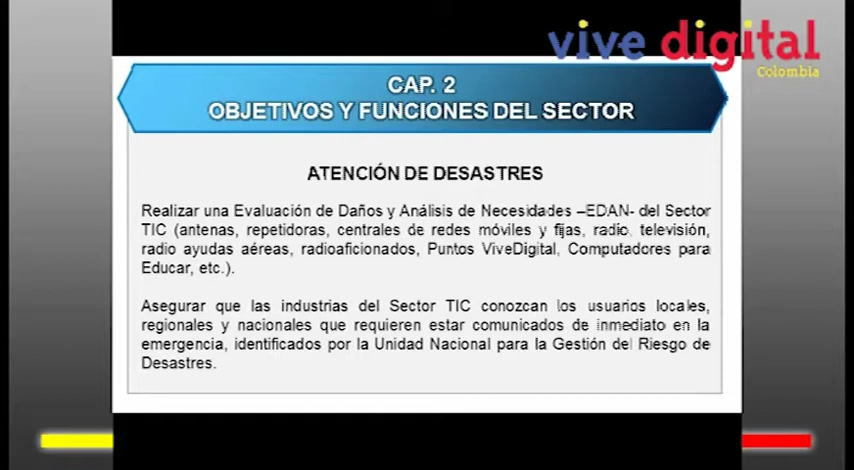 vive digital
Colombia
CAP. 2
OBJETIVOS Y FUNCIONES DEL SECTOR
ATENCIÓN DE DESASTRES
Realizar una Evaluación de Daños y Análisis de Necesidades –EDAN- del Sector
TIC (antenas, repetidoras, centrales de redes móviles y fijas, radio, televisión,
radio ayudas aéreas, radioaficionados, Puntos ViveDigital, Computadores para
Educar, etc.).
Asegurar que las industrias del Sector TIC conozcan los usuarios locales,
regionales y nacionales que requieren estar comunicados de inmediato en la
emergencia, identificados por la Unidad Nacional para la Gestión del Riesgo de
Desastres.